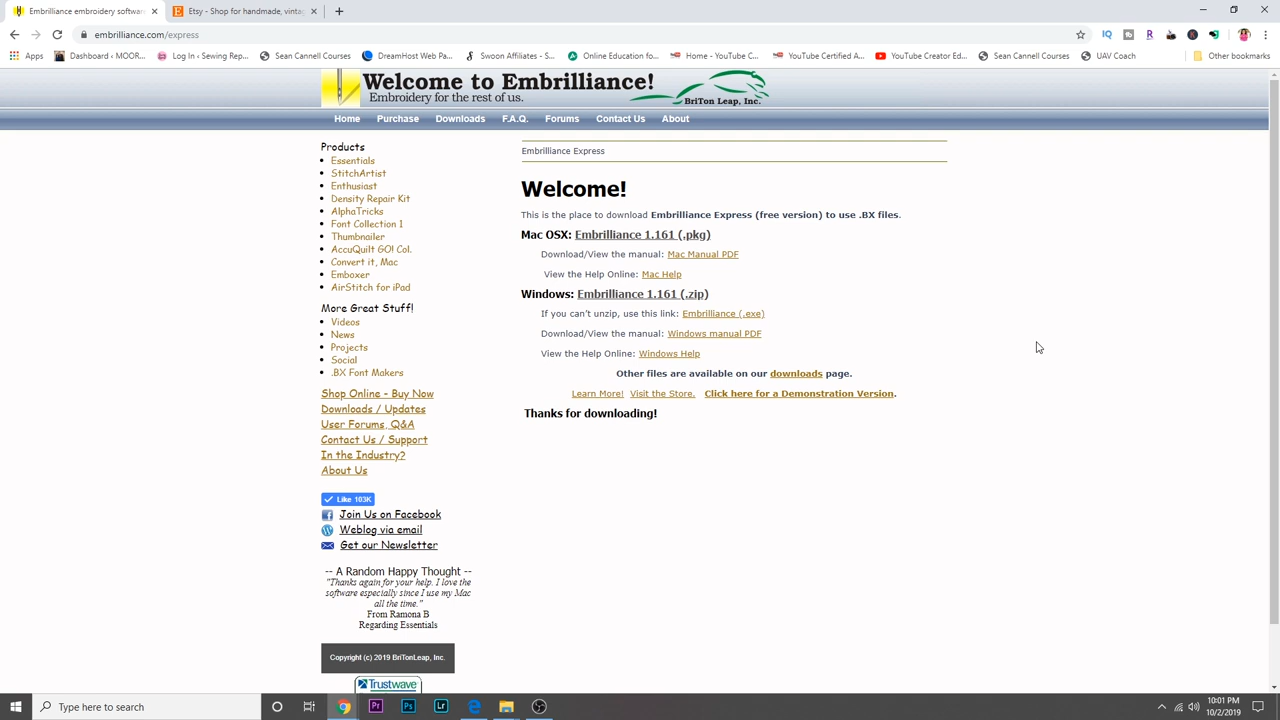 Embrilliance embroidery software
Etsy - Shop for handmade, vintag
embrilliance.com/express
Apps
Dashboard ‹ MOOR...
Log In ‹ Sewing Rep...
Sean Cannell Courses
DreamHost Web Pa...
Swoon Affiliates - S...
Online Education fo...
Home - YouTube C...
YouTube Certified A...
YouTube Creator Ed...
Sean Cannell Courses
UAV Coach
Other bookmarks
Welcome to Embrilliance!
Embroidery for the rest of us.
BriTon Leap, Inc.
Home Purchase Downloads F.A.Q. Forums Contact Us About
Products
Essentials
StitchArtist
Enthusiast
Density Repair Kit
AlphaTricks
Font Collection 1
Thumbnailer
AccuQuilt GO! Col.
Convert it, Mac
Emboxer
AirStitch for iPad
More Great Stuff!
Videos
News
Projects
Social
.BX Font Makers
Shop Online - Buy Now
Downloads / Updates
User Forums, Q&A
Contact Us / Support
In the Industry?
About Us
Like 103K
Join Us on Facebook
Weblog via email
Get our Newsletter
-- A Random Happy Thought --
"Thanks again for your help. I love the
software especially since I use my Mac
all the time."
From Ramona B
Regarding Essentials
Copyright (c) 2019 BriTonLeap, Inc.
Trustwave
Embrilliance Express
Welcome!
This is the place to download Embrilliance Express (free version) to use .BX files.
Mac OSX: Embrilliance 1.161 (.pkg)
Download/View the manual: Mac Manual PDF
View the Help Online: Mac Help
Windows: Embrilliance 1.161 (.zip)
If you can't unzip, use this link: Embrilliance (.exe)
Download/View the manual: Windows manual PDF
View the Help Online: Windows Help
Other files are available on our downloads page.
Learn More! Visit the Store. Click here for a Demonstration Version.
Thanks for downloading!
Type here to search
Pr
Ps
Lr
10:01 PM
10/2/2019